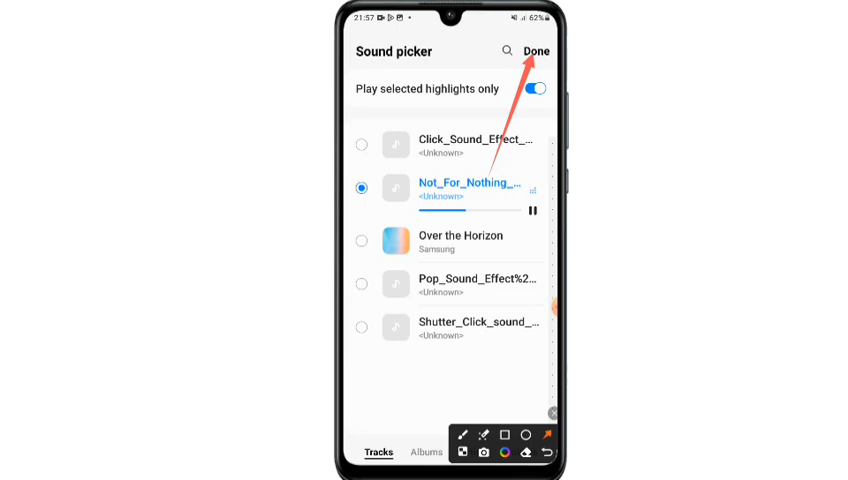 21:57
62%
Sound picker
Done
Play selected highlights only
Click_Sound_Effect_...
<Unknown>
Not_For_Nothing_...
<Unknown>
Over the Horizon
Samsung
Pop_Sound_Effect%2...
<Unknown>
Shutter_Click_sound_...
<Unknown>
Tracks
Albums